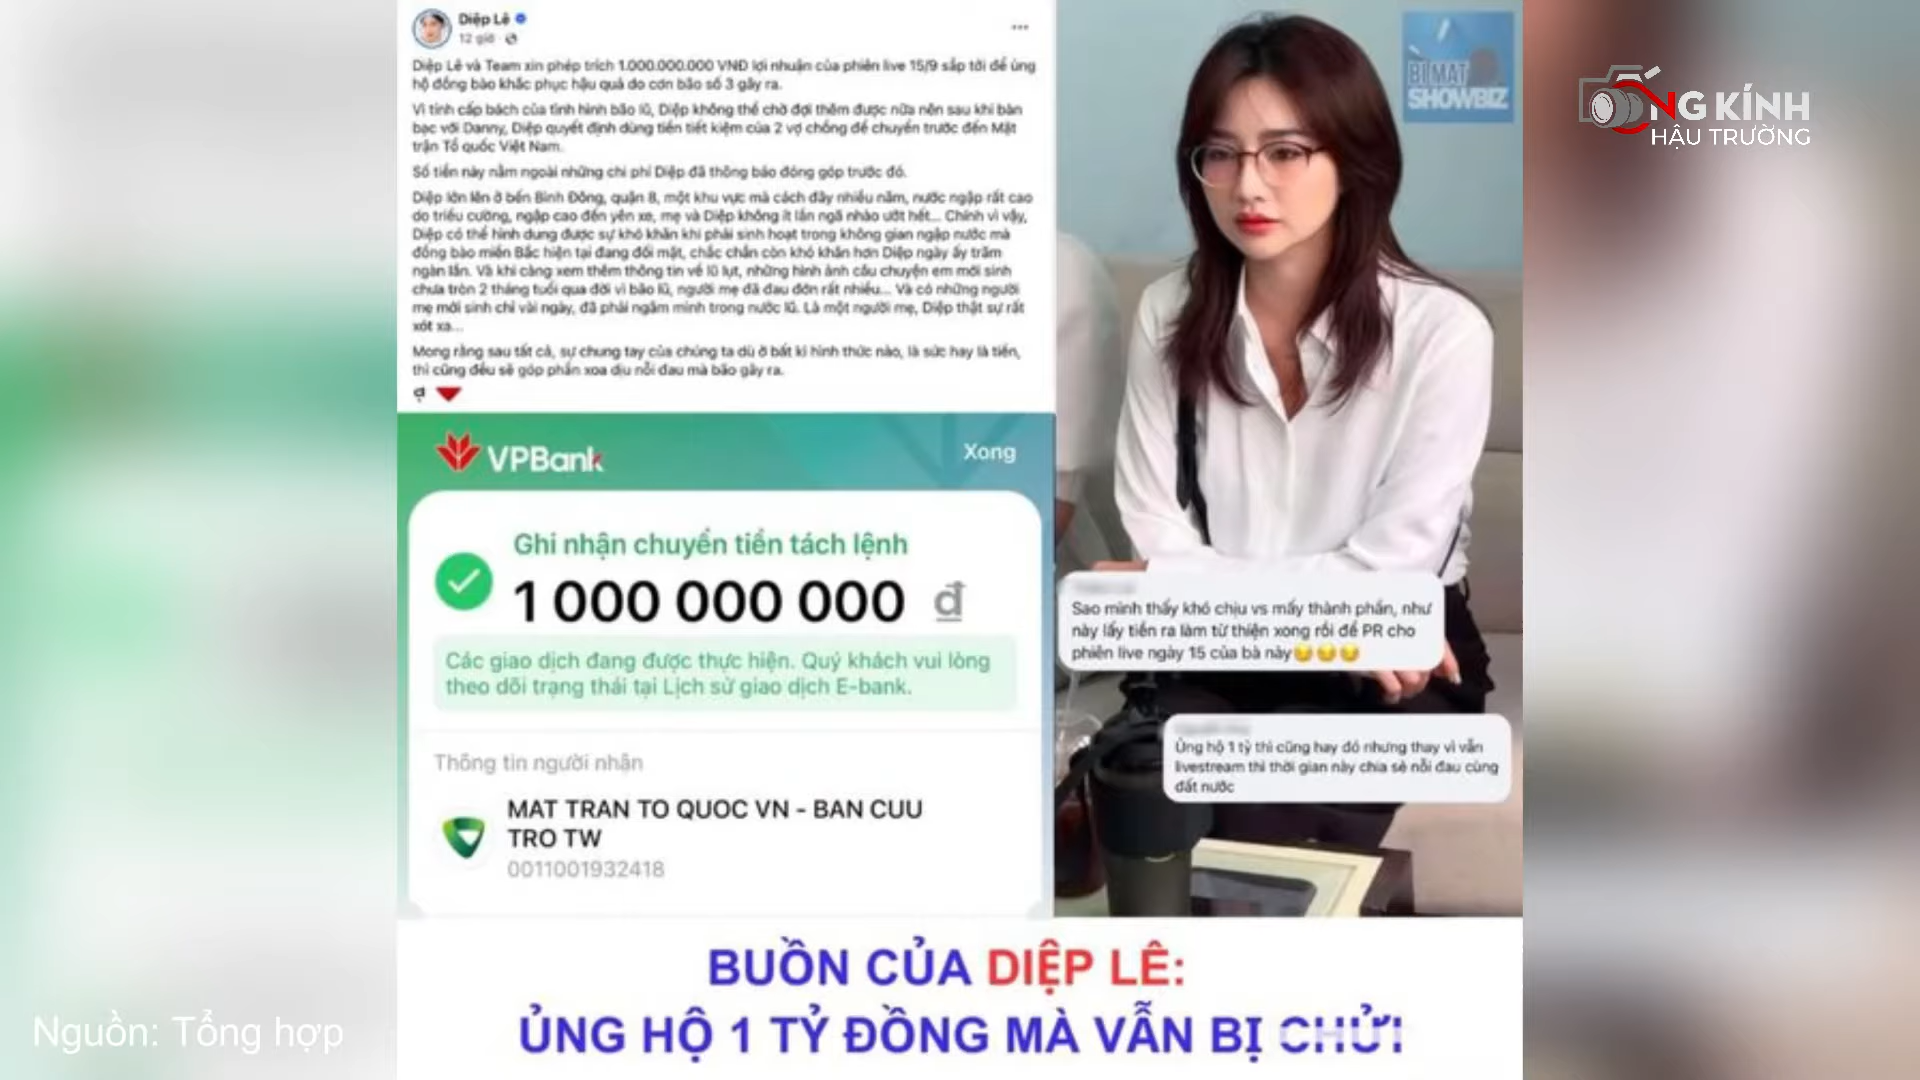 Diệp Lê
12 giờ
Diệp Lê và Team xin phép trích 1.000.000.000 VNĐ lợi nhuận của phiên live 15/9 sắp tới để ủng
hộ đồng bào khắc phục hậu quả do cơn bão số 3 gây ra.
Vì tính cấp bách của tình hình bão lũ, Diệp không thể chờ đợi thêm được nữa nên sau khi bàn
bạc với Danny, Diệp quyết định dùng tiền tiết kiệm của 2 vợ chồng để chuyển trước đến Mặt
trận Tổ quốc Việt Nam.
Số tiền này nằm ngoài những chi phí Diệp đã thông báo đóng góp trước đó.
Diệp lớn lên ở bến Bình Đông, quận 8, một khu vực mà cách đây nhiều năm, nước ngập rất cao
do triều cường, ngập cao đến yên xe, mẹ và Diệp không ít lần ngã nhào ướt hết... Chính vì vậy,
Diệp có thể hình dung được sự khó khăn khi phải sinh hoạt trong không gian ngập nước mà
đồng bào miền Bắc hiện tại đang đối mặt, chắc chắn còn khó khăn hơn Diệp ngày ấy trăm
ngàn lần. Và khi càng xem thêm thông tin về lũ lụt, những hình ảnh câu chuyện em mới sinh
chưa tròn 2 tháng tuổi qua đời vì bão lũ, người mẹ đã đau đớn rất nhiều... Và có những người
mẹ mới sinh chỉ vài ngày, đã phải ngâm mình trong nước lũ. Là một người mẹ, Diệp thật sự rất
xót xa...
Mong rằng sau tất cả, sự chung tay của chúng ta dù ở bất kì hình thức nào, là sức hay là tiền,
thì cũng đều sẽ góp phần xoa dịu nỗi đau mà bão gây ra.
VPBank
Xong
Ghi nhận chuyển tiền tách lệnh
1 000 000 000 đ
Các giao dịch đang được thực hiện. Quý khách vui lòng
theo dõi trạng thái tại Lịch sử giao dịch E-bank.
Thông tin người nhận
MAT TRAN TO QUOC VN - BAN CUU
TRO TW
0011001932418
BÍ MẬT
SHOWBIZ
ỐNG KÍNH
HẬU TRƯỜNG
Sao mình thấy khó chịu vs mấy thành phần, như
này lấy tiền ra làm từ thiện xong rồi để PR cho
phiên live ngày 15 của bà này😏😏😏
Ủng hộ 1 tỷ thì cũng hay đó nhưng thay vì vẫn
livestream thì thời gian này chia sẻ nỗi đau cùng
đất nước
BUỒN CỦA DIỆP LÊ:
ỦNG HỘ 1 TỶ ĐỒNG MÀ VẪN BỊ CHỬI
Nguồn: Tổng hợp